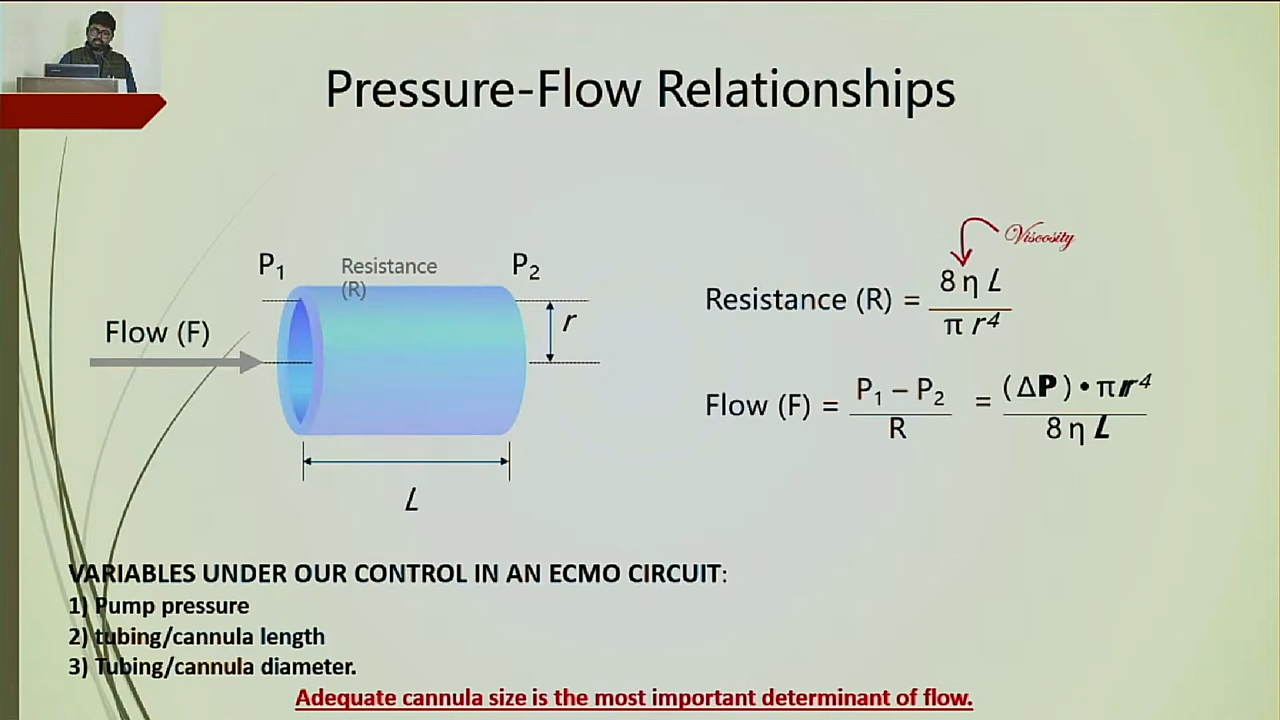 Pressure-Flow Relationships
P₁
Resistance
(R)
P₂
Flow (F)
r
L
Viscosity
Resistance (R) = 8 η L / π r⁴
Flow (F) = P₁ – P₂ / R = (Δ P) • π r⁴ / 8 η L
VARIABLES UNDER OUR CONTROL IN AN ECMO CIRCUIT:
1) Pump pressure
2) tubing/cannula length
3) Tubing/cannula diameter.
Adequate cannula size is the most important determinant of flow.